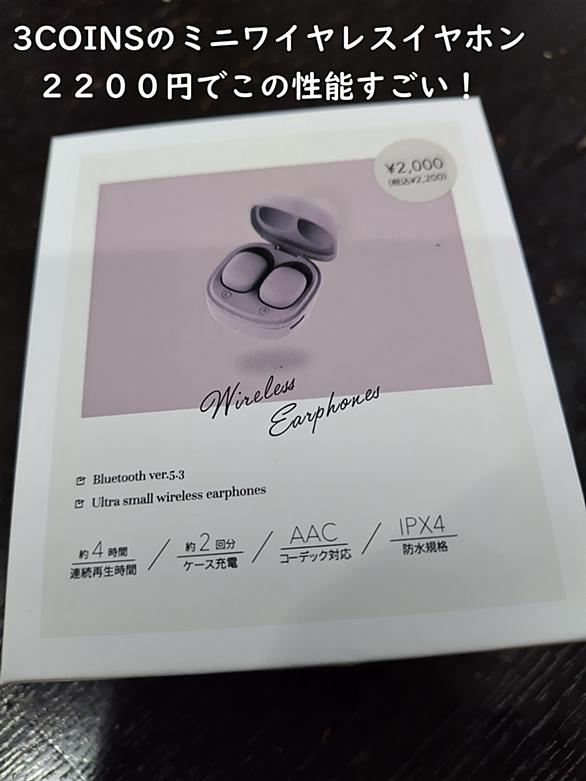 3COINSのミニワイヤレスイヤホン
２２００円でこの性能すごい！
¥2,000
(税込¥2,200)
Wireless
Earphones
Bluetooth ver.5.3
Ultra small wireless earphones
約4時間
連続再生時間
約2回分
ケース充電
AAC
コーデック対応
IPX4
防水規格